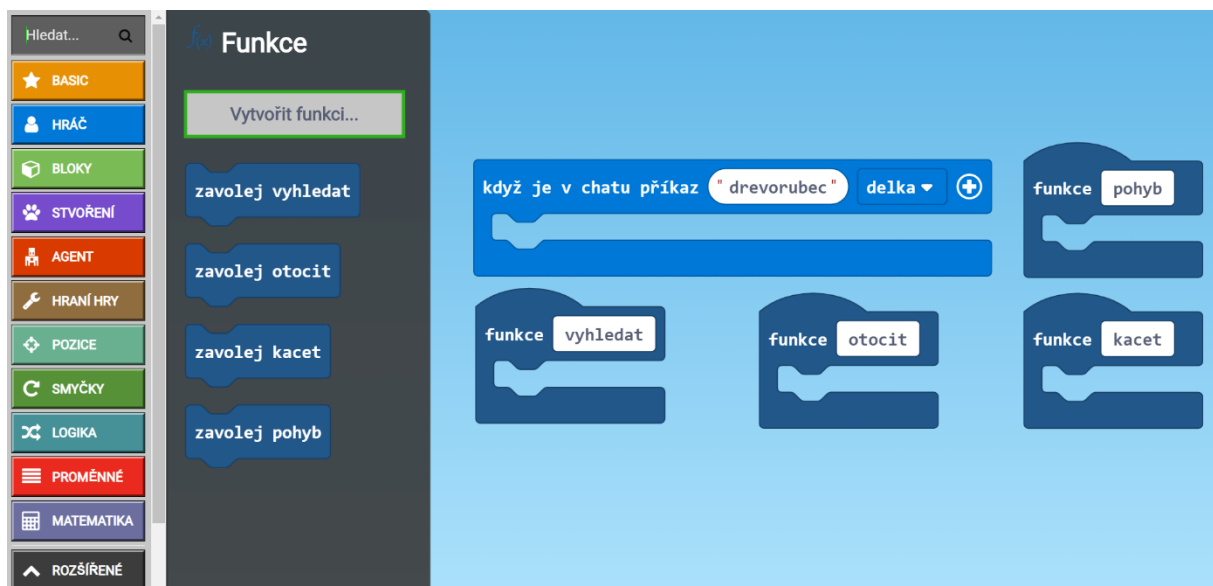 Hledat...
BASIC
HRÁČ
BLOKY
STVOŘENÍ
AGENT
HRANÍ HRY
POZICE
SMYČKY
LOGIKA
PROMĚNNÉ
MATEMATIKA
ROZŠÍŘENÉ
f(x) Funkce
Vytvořit funkci...
zavolej vyhledat
zavolej otocit
zavolej kacet
zavolej pohyb
když je v chatu příkaz "drevorubec" delka
funkce pohyb
funkce vyhledat
funkce otocit
funkce kacet